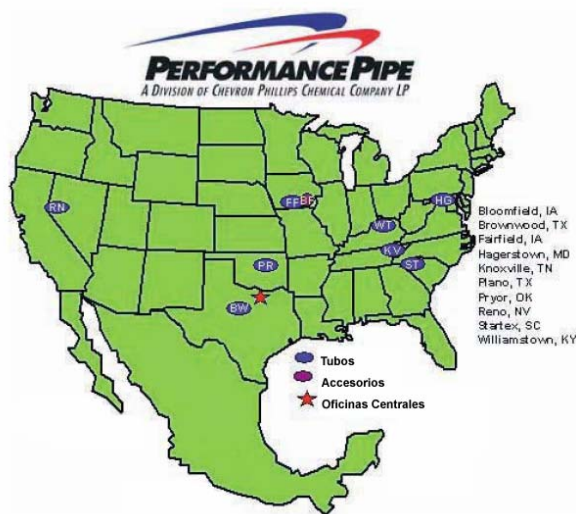 PERFORMANCE PIPE
A DIVISION OF CHEVRON PHILLIPS CHEMICAL COMPANY LP
RN
FF BF
HG
WT
KV
PR
ST
BW
Bloomfield, IA
Brownwood, TX
Fairfield, IA
Hagerstown, MD
Knoxville, TN
Plano, TX
Pryor, OK
Reno, NV
Startex, SC
Williamstown, KY
Tubos
Accesorios
Oficinas Centrales